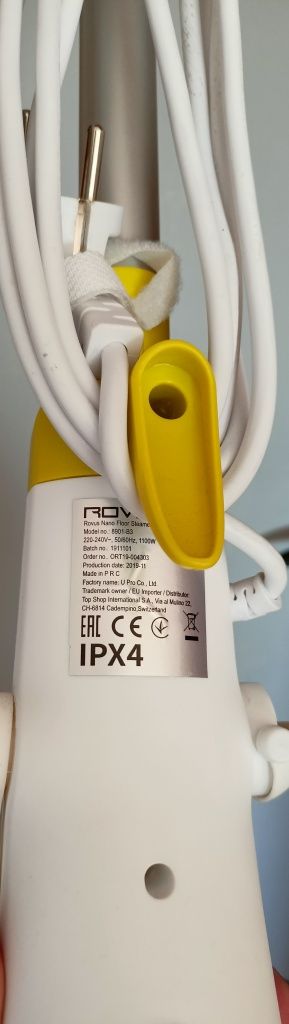 Rovus Nano Floor Steamer
Model no.: 8901-B3
220-240V~, 50/60Hz, 1100W
Batch no.: 1911101
Order no.: ORT19-004303
Production date: 2019-11
Made in P R C
Factory name: U Pro Co., Ltd.
Trademark owner / EU Importer / Distributor:
Top Shop International S.A., Via al Mulino 22,
CH-6814 Cadempino,Switzerland
EAC CE
IPX4